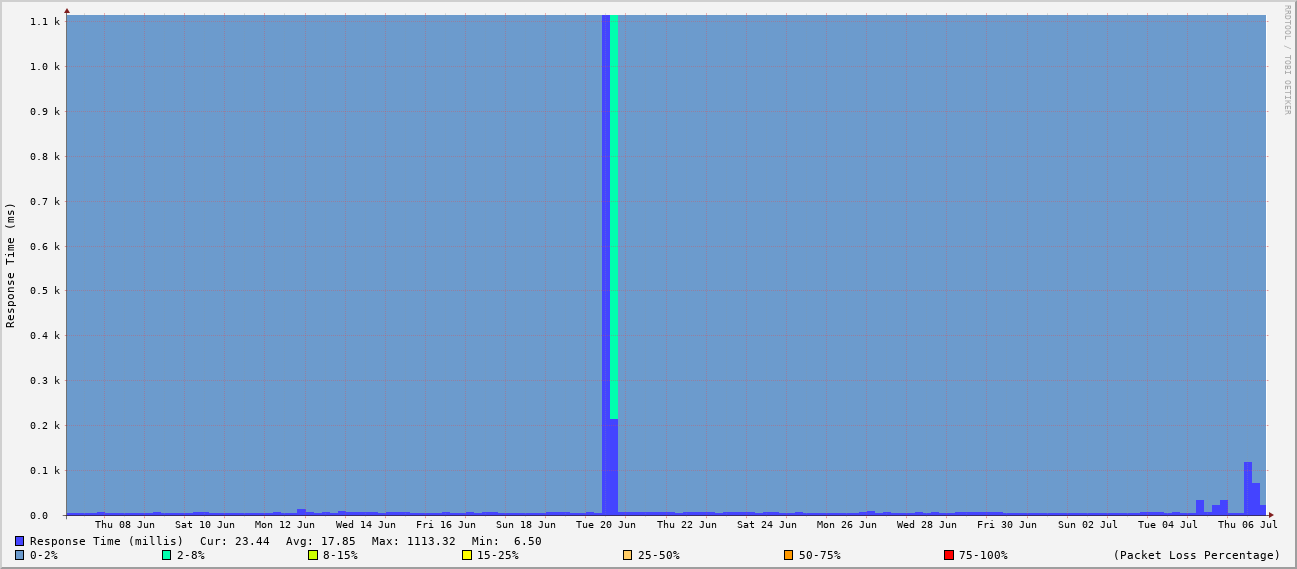 1.1 k
1.0 k
0.9 k
0.8 k
0.7 k
0.6 k
0.5 k
0.4 k
0.3 k
0.2 k
0.1 k
0.0
Response Time (ms)
RRDTOOL / TOBI OETIKER
Thu 08 Jun Sat 10 Jun Mon 12 Jun Wed 14 Jun Fri 16 Jun Sun 18 Jun Tue 20 Jun Thu 22 Jun Sat 24 Jun Mon 26 Jun Wed 28 Jun Fri 30 Jun Sun 02 Jul Tue 04 Jul Thu 06 Jul
Response Time (millis) Cur: 23.44 Avg: 17.85 Max: 1113.32 Min: 6.50
0-2% 2-8% 8-15% 15-25% 25-50% 50-75% 75-100% (Packet Loss Percentage)